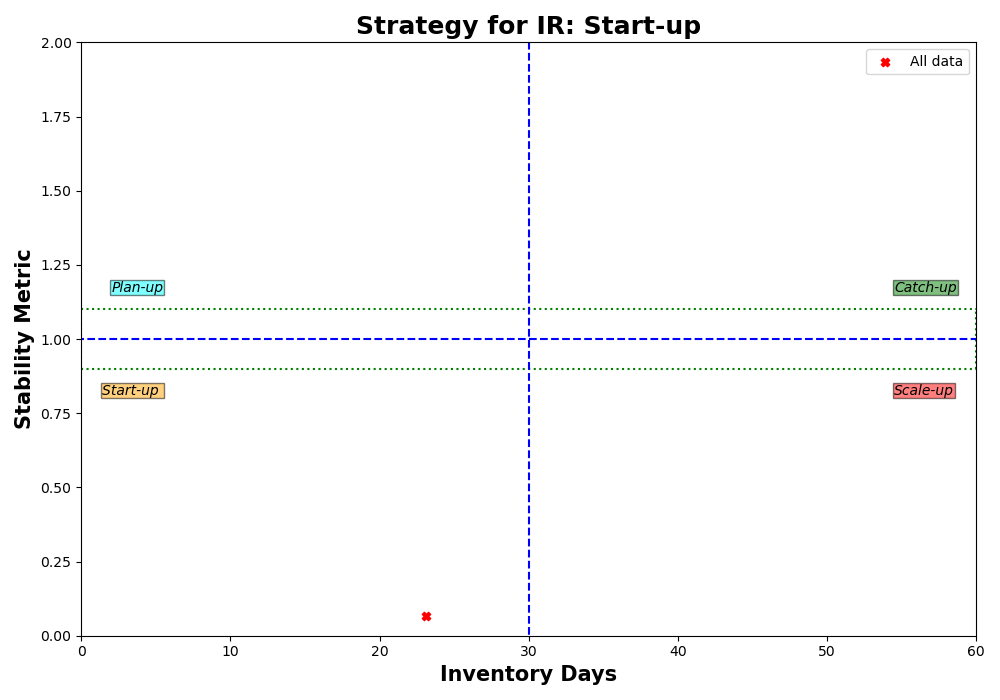 Strategy for IR: Start-up
All data
2.00
1.75
1.50
1.25
1.00
0.75
0.50
0.25
0.00
Stability Metric
Plan-up
Catch-up
Start-up
Scale-up
0
10
20
30
40
50
60
Inventory Days